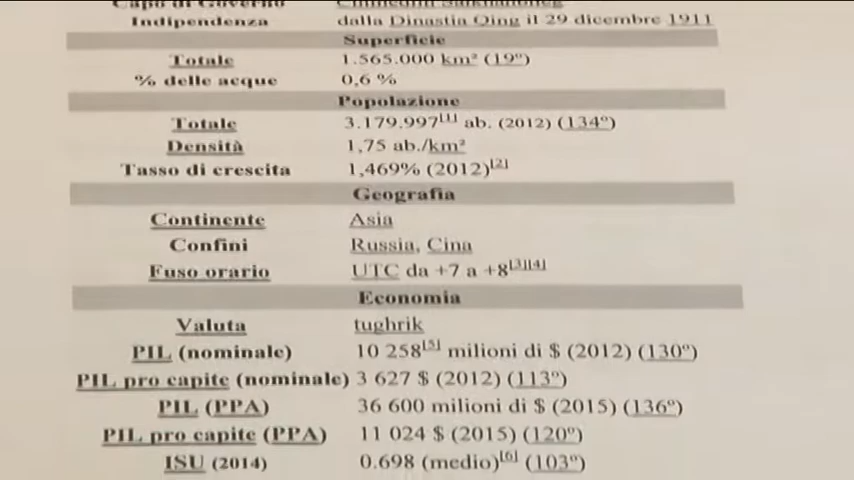 Capo di Governo
Indipendenza dalla Dinastia Qing il 29 dicembre 1911
Superficie
Totale 1.565.000 km² (19º)
% delle acque 0,6 %
Popolazione
Totale 3.179.997[1] ab. (2012) (134º)
Densità 1,75 ab./km²
Tasso di crescita 1,469% (2012)[2]
Geografia
Continente Asia
Confini Russia, Cina
Fuso orario UTC da +7 a +8[3][4]
Economia
Valuta tughrik
PIL (nominale) 10 258[5] milioni di $ (2012) (130º)
PIL pro capite (nominale) 3 627 $ (2012) (113º)
PIL (PPA) 36 600 milioni di $ (2015) (136º)
PIL pro capite (PPA) 11 024 $ (2015) (120º)
ISU (2014) 0.698 (medio)[6] (103º)